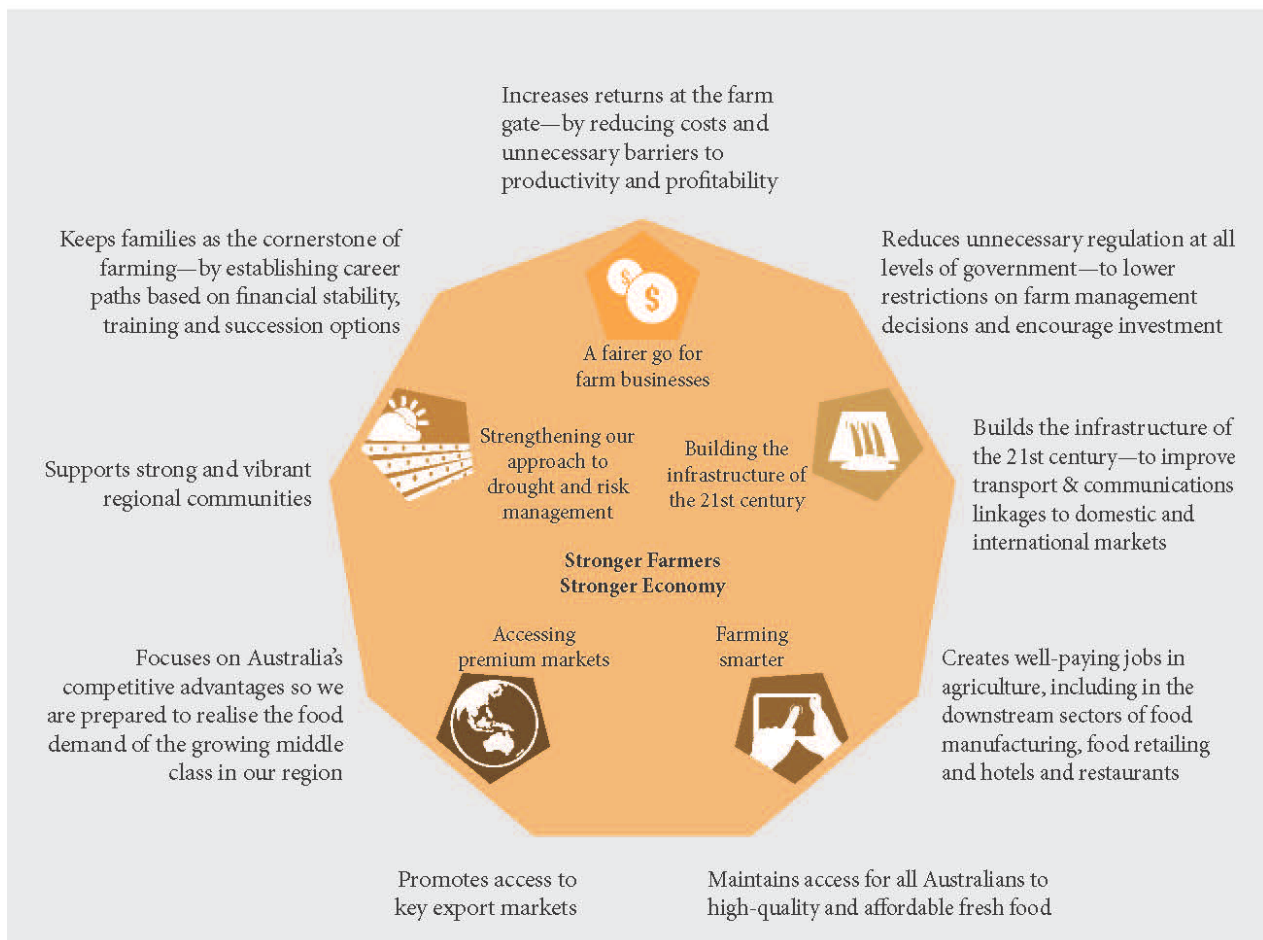 Increases returns at the farm
gate—by reducing costs and
unnecessary barriers to
productivity and profitability
Keeps families as the cornerstone of
farming—by establishing career
paths based on financial stability,
training and succession options
Reduces unnecessary regulation at all
levels of government—to lower
restrictions on farm management
decisions and encourage investment
$
$
A fairer go for
farm businesses
Supports strong and vibrant
regional communities
Strengthening our
approach to
drought and risk
management
Building the
infrastructure of
the 21st century
Builds the infrastructure of
the 21st century—to improve
transport & communications
linkages to domestic and
international markets
Stronger Farmers
Stronger Economy
Accessing
premium markets
Farming
smarter
Focuses on Australia’s
competitive advantages so we
are prepared to realise the food
demand of the growing middle
class in our region
Creates well-paying jobs in
agriculture, including in the
downstream sectors of food
manufacturing, food retailing
and hotels and restaurants
Promotes access to
key export markets
Maintains access for all Australians to
high-quality and affordable fresh food